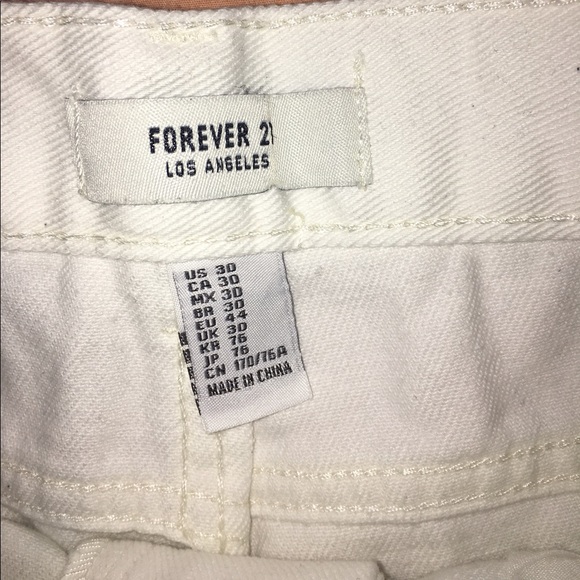 FOREVER 21
LOS ANGELES
US 30
CA 30
MX 30
BR 30
EU 44
UK 30
KR 76
JP 76
CN 170/76A
MADE IN CHINA